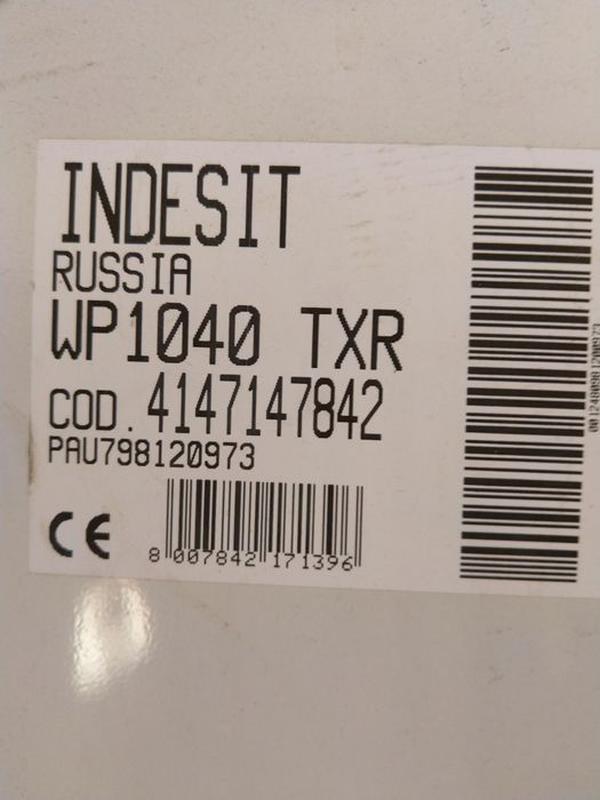 INDESIT
RUSSIA
WP1040 TXR
COD. 4147147842
PAU798120973
CE
8 007842 171396